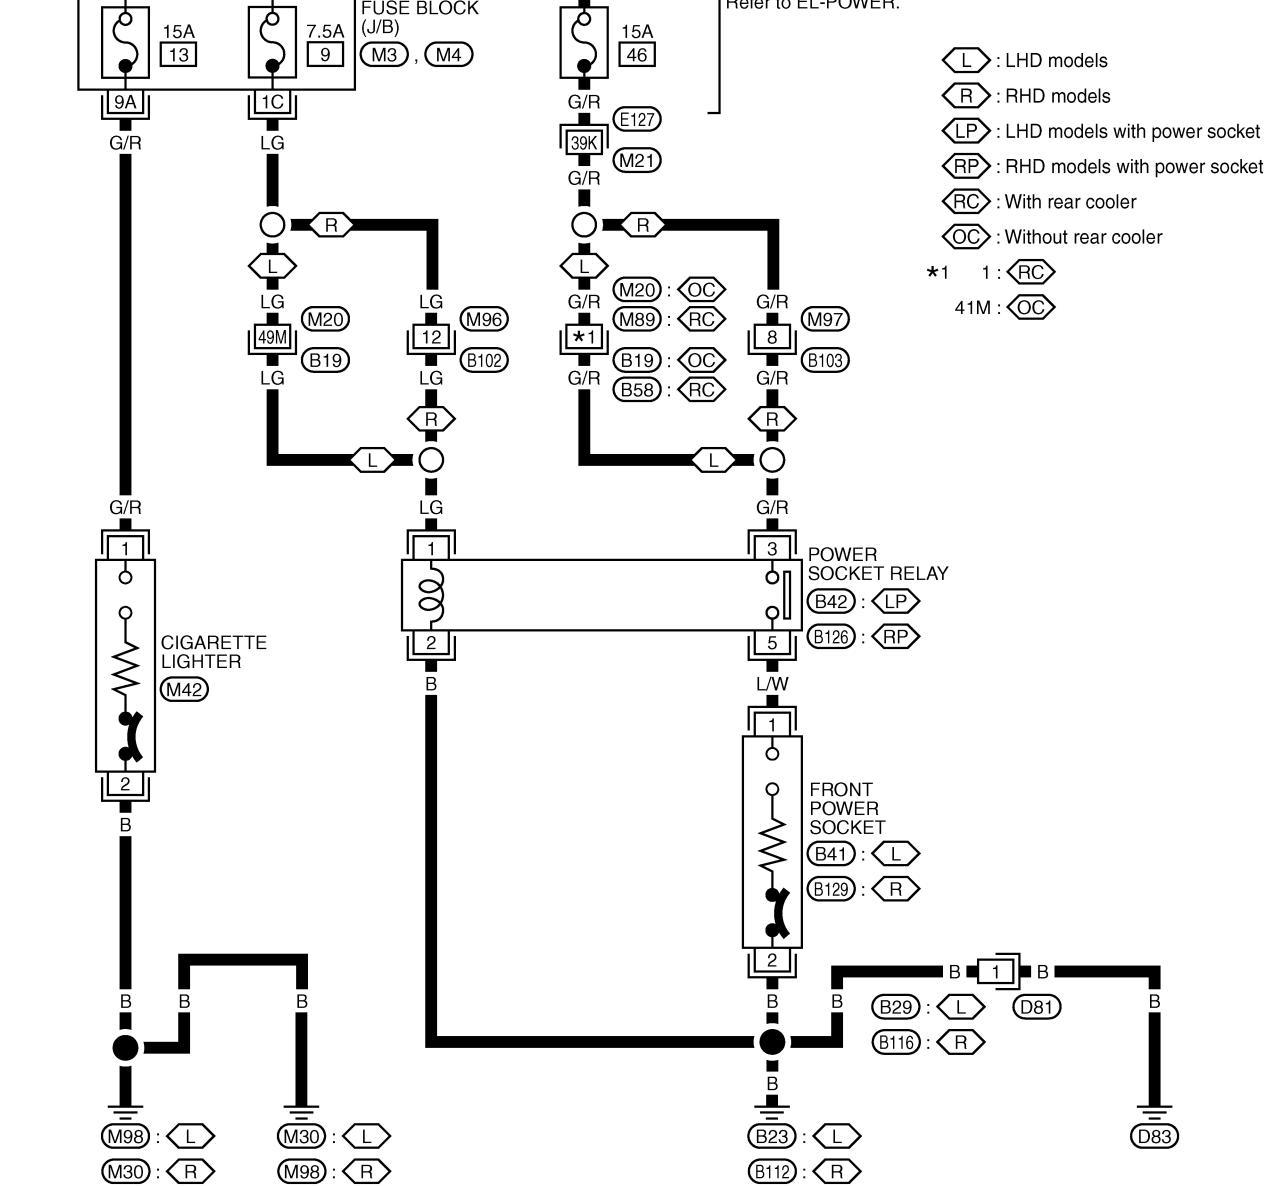 Refer to EL-POWER.
FUSE BLOCK
(J/B)
M3 , M4
15A
13
7.5A
9
15A
46
9A
1C
G/R
LG
G/R
E127
39K
M21
G/R
L : LHD models
R : RHD models
LP : LHD models with power socket
RP : RHD models with power socket
RC : With rear cooler
OC : Without rear cooler
*1 1 : RC
41M : OC
R
R
L
L
LG
LG
G/R
G/R
M20 : OC
M89 : RC
M20
M96
M97
49M
12
*1
8
B19
B102
B19 : OC
B58 : RC
B103
LG
LG
G/R
G/R
R
R
L
L
G/R
LG
G/R
1
1
3
POWER
SOCKET RELAY
B42 : LP
B126 : RP
2
5
CIGARETTE
LIGHTER
M42
B
L/W
1
2
B
FRONT
POWER
SOCKET
B41 : L
B129 : R
2
B
B
B
B
B
B
1
B
B
B29 : L
D81
B116 : R
B
M98 : L
M30 : R
M30 : L
M98 : R
B23 : L
B112 : R
D83